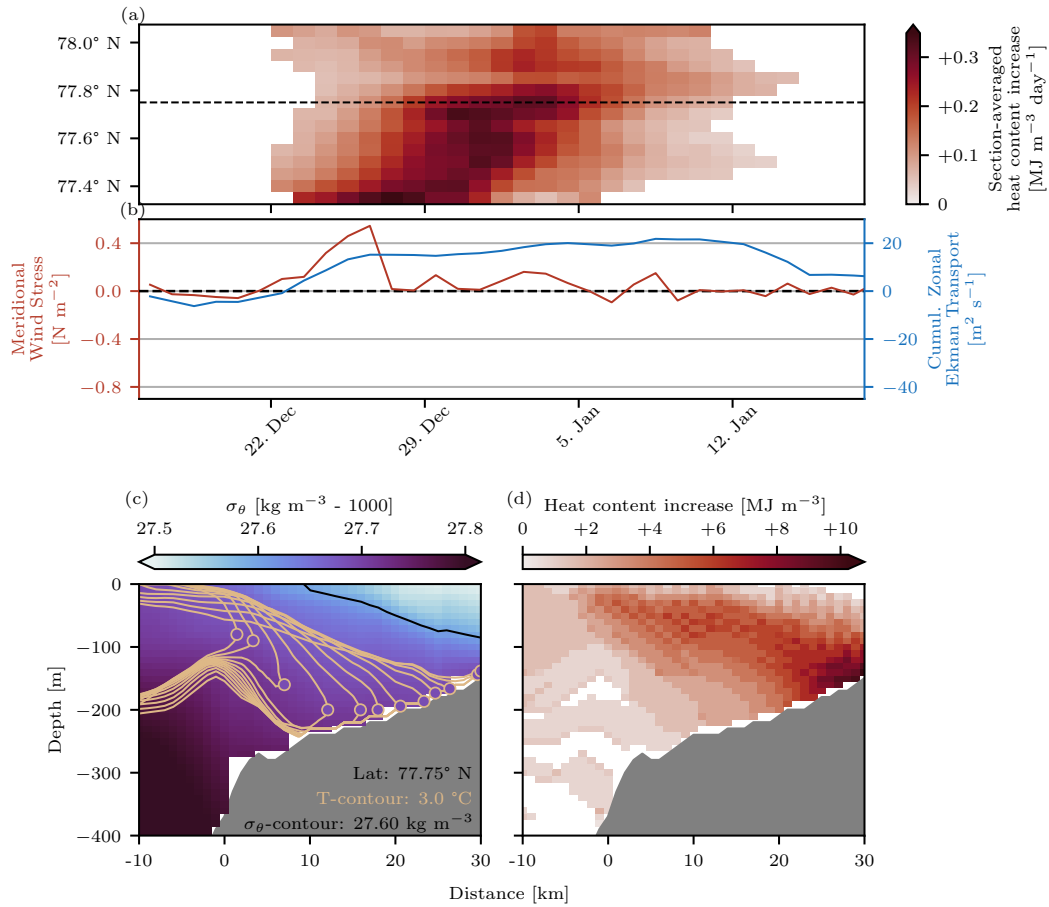 (a)
78.0° N
77.8° N
77.6° N
77.4° N
+0.3
+0.2
+0.1
0
Section-averaged
heat content increase
[MJ m⁻³ day⁻¹]
(b)
0.4
0.0
−0.4
−0.8
Meridional
Wind Stress
[N m⁻²]
20
0
−20
−40
Cumul. Zonal
Ekman Transport
[m² s⁻¹]
22. Dec
29. Dec
5. Jan
12. Jan
(c)
σ_θ [kg m⁻³ - 1000]
27.5 27.6 27.7 27.8
0
−100
−200
−300
−400
Depth [m]
Lat: 77.75° N
T-contour: 3.0 °C
σ_θ-contour: 27.60 kg m⁻³
-10 0 10 20 30
(d)
Heat content increase [MJ m⁻³]
0 +2 +4 +6 +8 +10
-10 0 10 20 30
Distance [km]